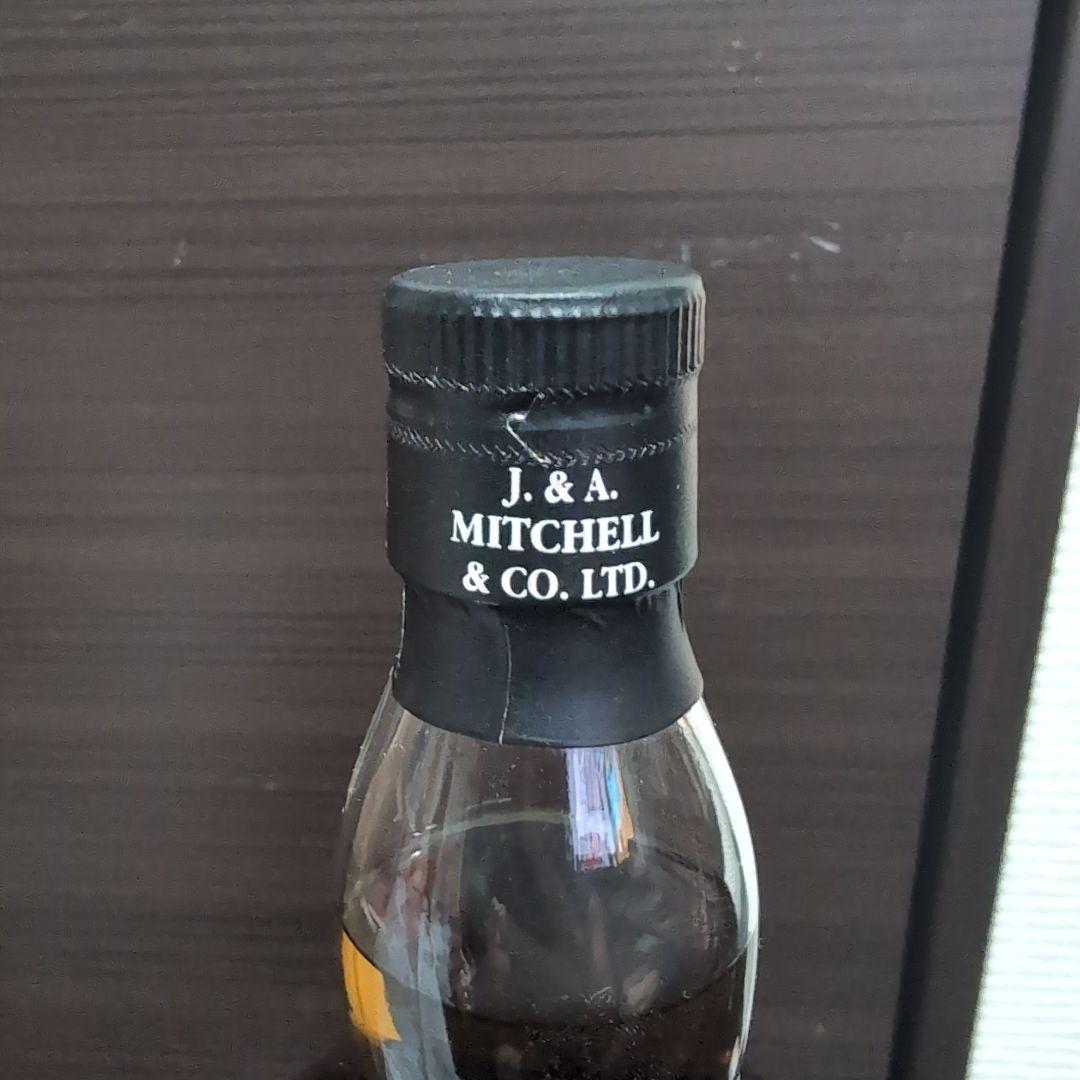 J. & A.
MITCHELL
& CO. LTD.